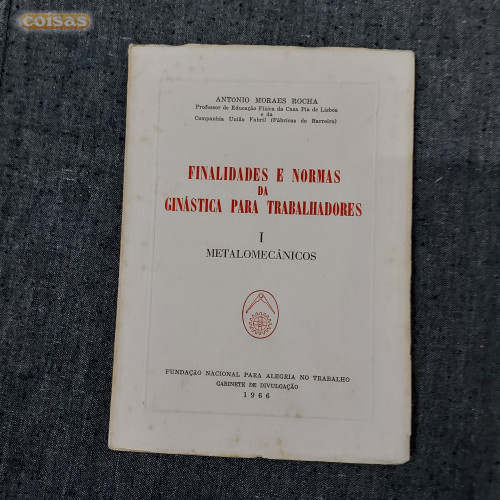 coisas
ANTÓNIO MORAES ROCHA
Professor de Educação Física da Casa Pia de Lisboa
e da
Companhia União Fabril (Fábricas do Barreiro)
FINALIDADES E NORMAS
DA
GINÁSTICA PARA TRABALHADORES
I
METALOMECÂNICOS
FUNDAÇÃO NACIONAL PARA ALEGRIA NO TRABALHO
GABINETE DE DIVULGAÇÃO
1966